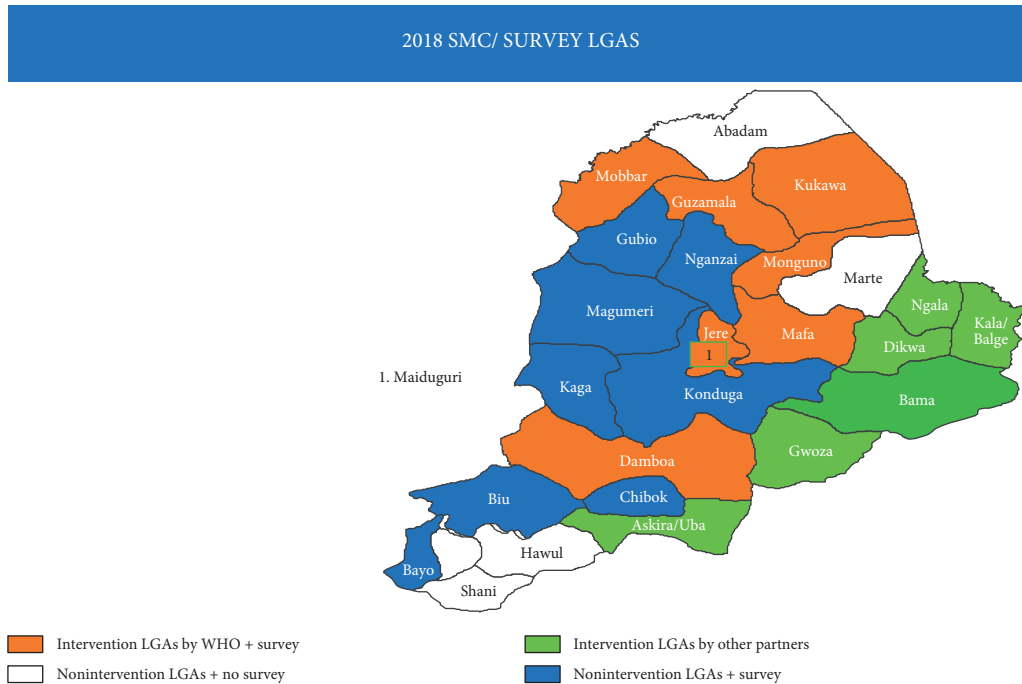 2018 SMC/ SURVEY LGAS
Abadam
Mobbar
Kukawa
Guzamala
Gubio
Nganzai
Monguno
Marte
Magumeri
Ngala
Jere
Mafa
Kala/
Balge
Dikwa
1
1. Maiduguri
Kaga
Konduga
Bama
Gwoza
Damboa
Biu
Chibok
Askira/Uba
Hawul
Bayo
Shani
Intervention LGAs by WHO + survey
Intervention LGAs by other partners
Nonintervention LGAs + no survey
Nonintervention LGAs + survey